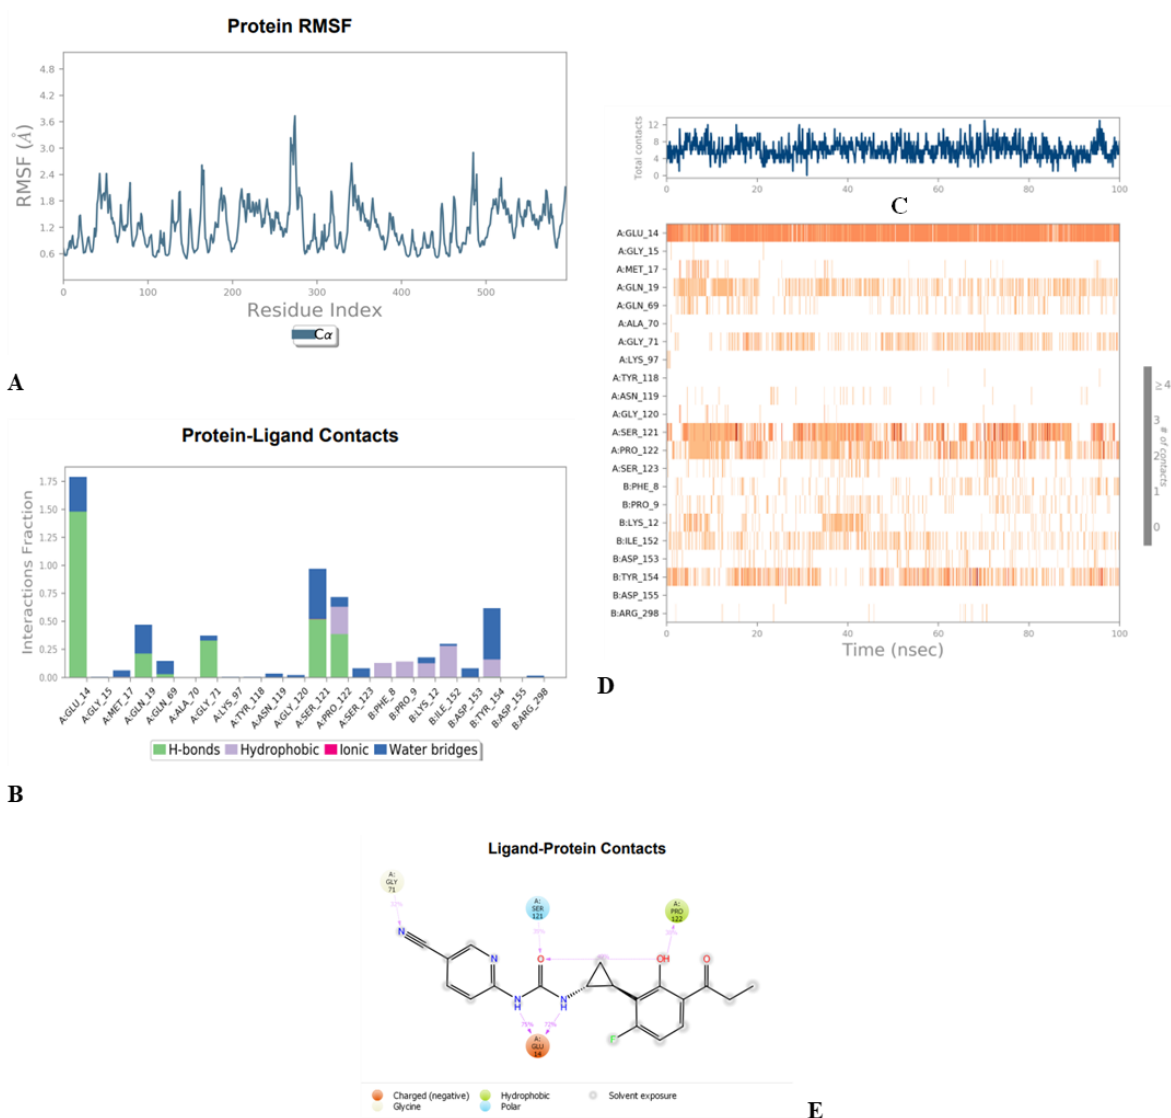 Protein RMSF
RMSF (Å)
4.8
4.2
3.6
3.0
2.4
1.8
1.2
0.6
0 100 200 300 400 500
Residue Index
Cα
A
Total contacts
12
8
4
0
0 20 40 60 80 100
C
A:GLU_14
A:GLY_15
A:MET_17
A:GLN_19
A:GLN_69
A:ALA_70
A:GLY_71
A:LYS_97
A:TYR_118
A:ASN_119
A:GLY_120
A:SER_121
A:PRO_122
A:SER_123
B:PHE_8
B:PRO_9
B:LYS_12
B:ILE_152
B:ASP_153
B:TYR_154
B:ASP_155
B:ARG_298
0 20 40 60 80 100
Time (nsec)
≥4
3
2
1
0
# of contacts
D
Protein-Ligand Contacts
Interactions Fraction
1.75
1.50
1.25
1.00
0.75
0.50
0.25
0.00
A:GLU_14 A:GLY_15 A:MET_17 A:GLN_19 A:GLN_69 A:ALA_70 A:GLY_71 A:LYS_97 A:TYR_118 A:ASN_119 A:GLY_120 A:SER_121 A:PRO_122 A:SER_123 B:PHE_8 B:PRO_9 B:LYS_12 B:ILE_152 B:ASP_153 B:TYR_154 B:ASP_155 B:ARG_298
H-bonds Hydrophobic Ionic Water bridges
B
Ligand-Protein Contacts
A:
GLY
71
A:
SER
121
A:
PRO
122
N
N
O
OH
O
N
H
N
H
75% 72%
F
A:
GLU
14
Charged (negative) Hydrophobic Solvent exposure
Glycine Polar
E